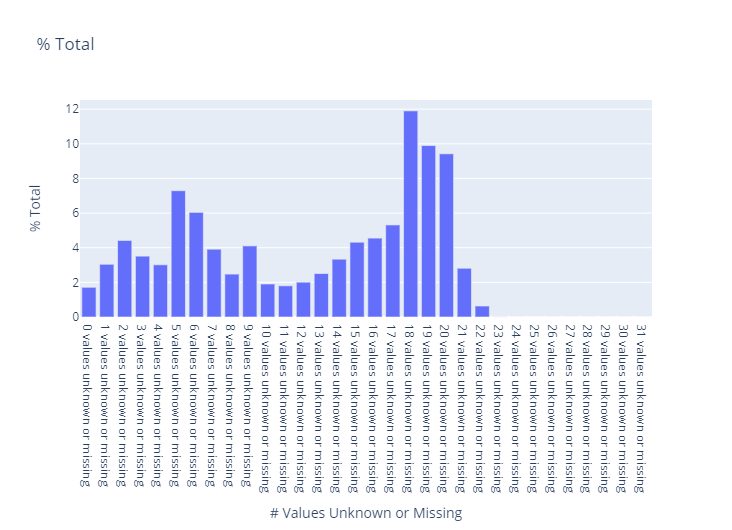 % Total
% Total
12
10
8
6
4
2
0
0 values unknown or missing
1 values unknown or missing
2 values unknown or missing
3 values unknown or missing
4 values unknown or missing
5 values unknown or missing
6 values unknown or missing
7 values unknown or missing
8 values unknown or missing
9 values unknown or missing
10 values unknown or missing
11 values unknown or missing
12 values unknown or missing
13 values unknown or missing
14 values unknown or missing
15 values unknown or missing
16 values unknown or missing
17 values unknown or missing
18 values unknown or missing
19 values unknown or missing
20 values unknown or missing
21 values unknown or missing
22 values unknown or missing
23 values unknown or missing
24 values unknown or missing
25 values unknown or missing
26 values unknown or missing
27 values unknown or missing
28 values unknown or missing
29 values unknown or missing
30 values unknown or missing
31 values unknown or missing
# Values Unknown or Missing